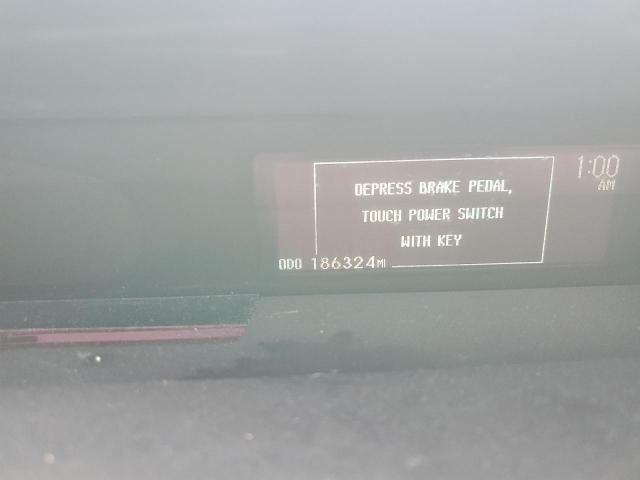 1:00
AM
DEPRESS BRAKE PEDAL,
TOUCH POWER SWITCH
WITH KEY
ODO 186324MI